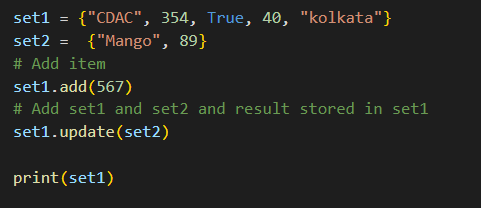 set1 = {"CDAC", 354, True, 40, "kolkata"}
set2 =  {"Mango", 89}
# Add item
set1.add(567)
# Add set1 and set2 and result stored in set1
set1.update(set2)
print(set1)